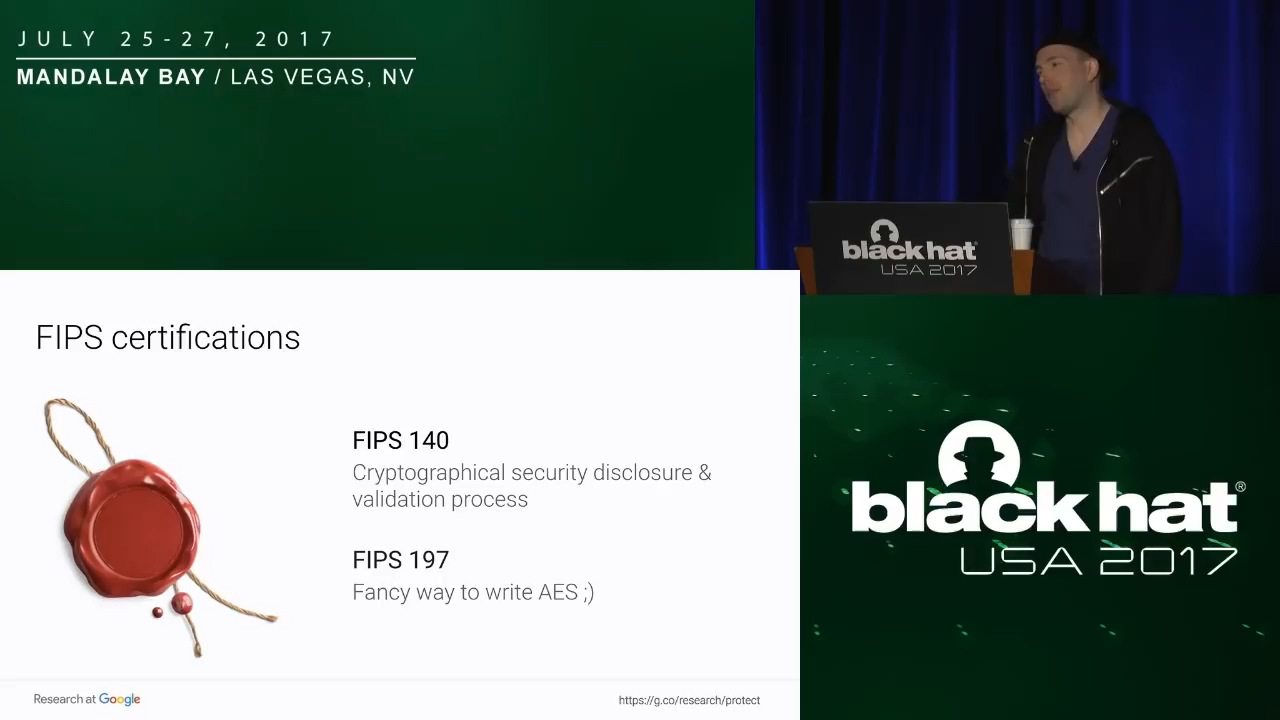 JULY 25-27, 2017
MANDALAY BAY / LAS VEGAS, NV
black hat
USA 2017
FIPS certifications
FIPS 140
Cryptographical security disclosure &
validation process
FIPS 197
Fancy way to write AES ;)
Research at Google
https://g.co/research/protect
black hat®
USA 2017